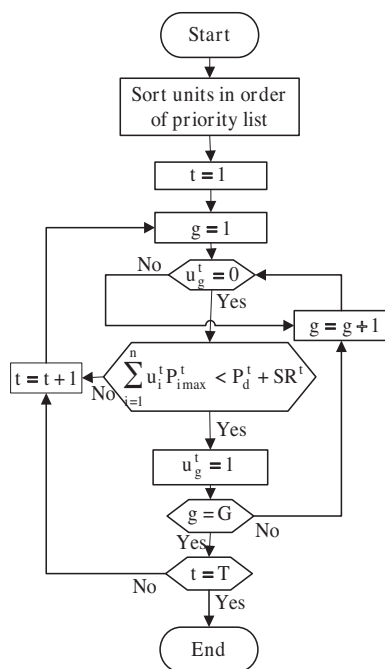 Start
Sort units in order
of priority list
t = 1
g = 1
No
u_g^t = 0
Yes
g = g + 1
t = t + 1
No
∑_{i=1}^{n} u_i^t P_{imax}^t < P_d^t + SR^t
Yes
u_g^t = 1
g = G
No
Yes
t = T
No
Yes
End